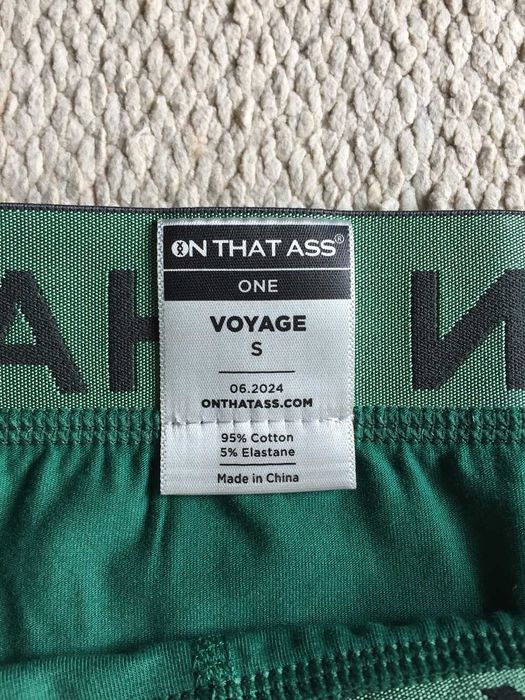 ON THAT ASS®
ONE
VOYAGE
S
06.2024
ONTHATASS.COM
95% Cotton
5% Elastane
Made in China